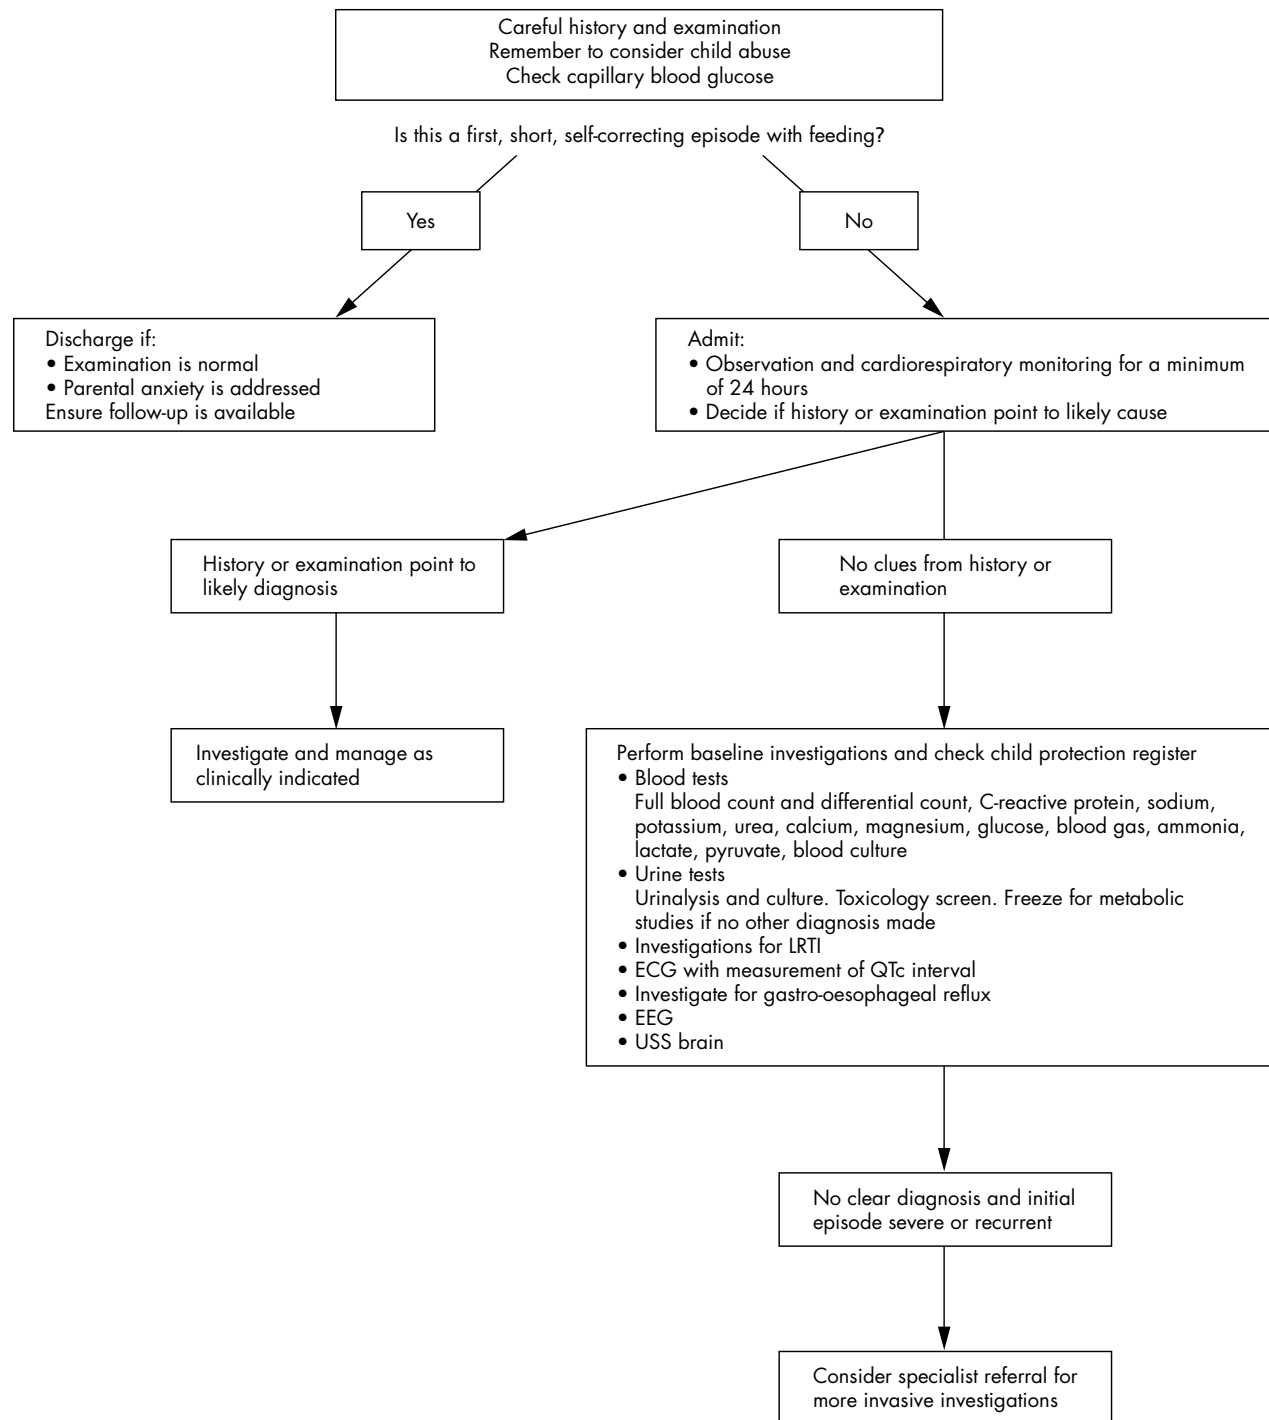 Careful history and examination
Remember to consider child abuse
Check capillary blood glucose
Is this a first, short, self-correcting episode with feeding?
Yes
No
Discharge if:
• Examination is normal
• Parental anxiety is addressed
Ensure follow-up is available
Admit:
• Observation and cardiorespiratory monitoring for a minimum
of 24 hours
• Decide if history or examination point to likely cause
History or examination point to
likely diagnosis
No clues from history or
examination
Investigate and manage as
clinically indicated
Perform baseline investigations and check child protection register
• Blood tests
Full blood count and differential count, C-reactive protein, sodium,
potassium, urea, calcium, magnesium, glucose, blood gas, ammonia,
lactate, pyruvate, blood culture
• Urine tests
Urinalysis and culture. Toxicology screen. Freeze for metabolic
studies if no other diagnosis made
• Investigations for LRTI
• ECG with measurement of QTc interval
• Investigate for gastro-oesophageal reflux
• EEG
• USS brain
No clear diagnosis and initial
episode severe or recurrent
Consider specialist referral for
more invasive investigations